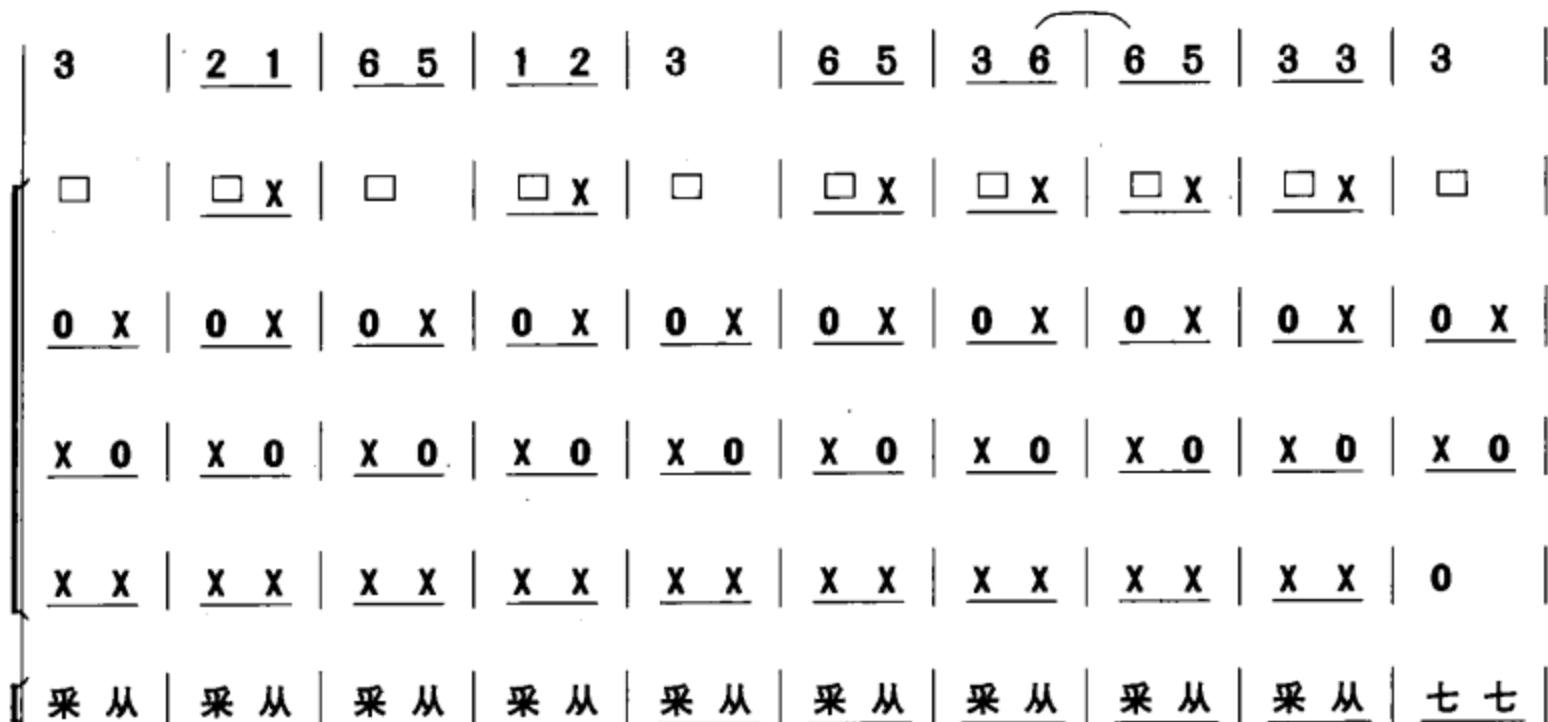 3 | 2 1 | 6 5 | 1 2 | 3 | 6 5 | 3 6 | 6 5 | 3 3 | 3 |
□ | □ X | □ | □ X | □ | □ X | □ X | □ X | □ X | □ |
0 X | 0 X | 0 X | 0 X | 0 X | 0 X | 0 X | 0 X | 0 X | 0 X |
X 0 | X 0 | X 0 | X 0 | X 0 | X 0 | X 0 | X 0 | X 0 | X 0 |
X X | X X | X X | X X | X X | X X | X X | X X | X X | 0 |
采 从 | 采 从 | 采 从 | 采 从 | 采 从 | 采 从 | 采 从 | 采 从 | 采 从 | 七 七 |